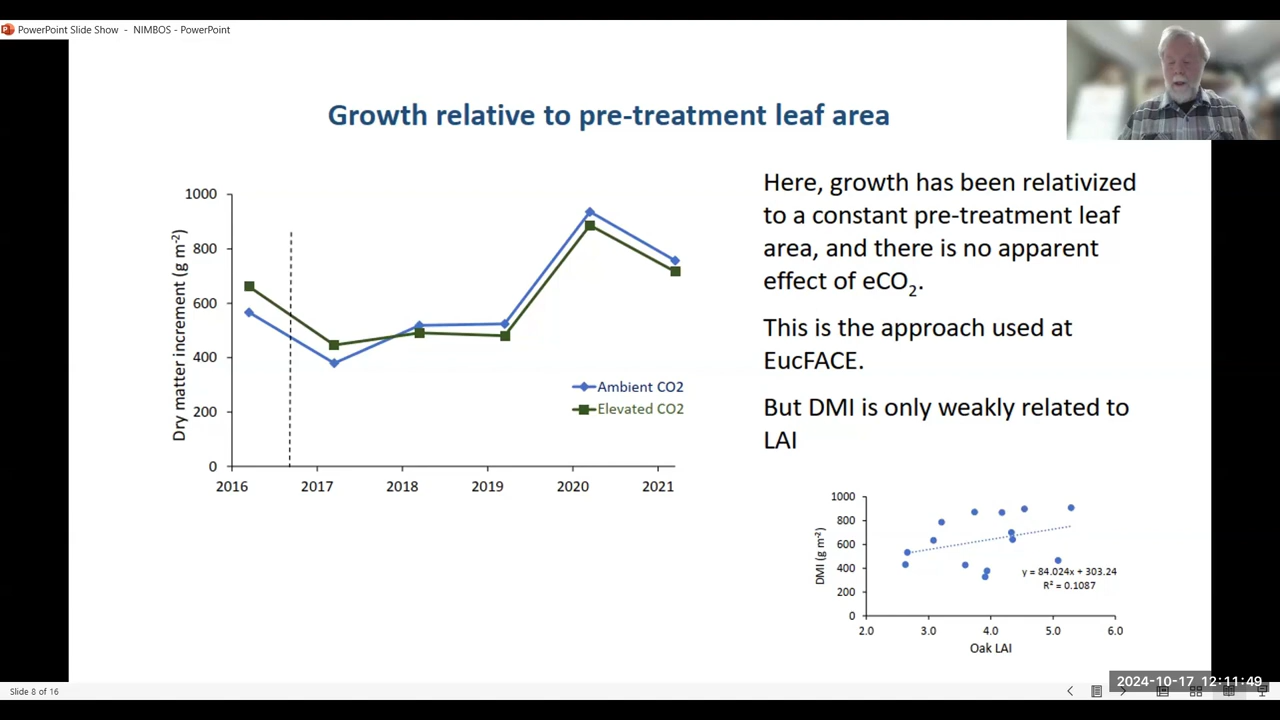 PowerPoint Slide Show - NIMBOS - PowerPoint
Growth relative to pre-treatment leaf area
Dry matter increment (g m-2)
1000
800
600
400
200
0
2016 2017 2018 2019 2020 2021
Ambient CO2
Elevated CO2
Here, growth has been relativized
to a constant pre-treatment leaf
area, and there is no apparent
effect of eCO2.
This is the approach used at
EucFACE.
But DMI is only weakly related to
LAI
DMI (g m-2)
1000
800
600
400
200
0
y = 84.024x + 303.24
R² = 0.1087
2.0 3.0 4.0 5.0 6.0
Oak LAI
Slide 8 of 16
2024-10-17 12:11:49